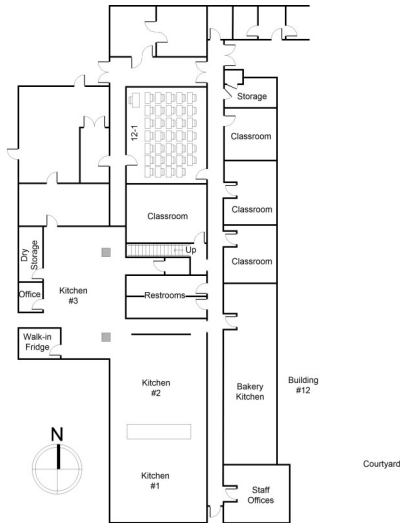 Storage
12-1
Classroom
Classroom
Classroom
Up
Dry
Storage
Classroom
Office
Kitchen
#3
Restrooms
Walk-in
Fridge
Kitchen
#2
Bakery
Kitchen
Building
#12
N
Courtyard
Kitchen
#1
Staff
Offices